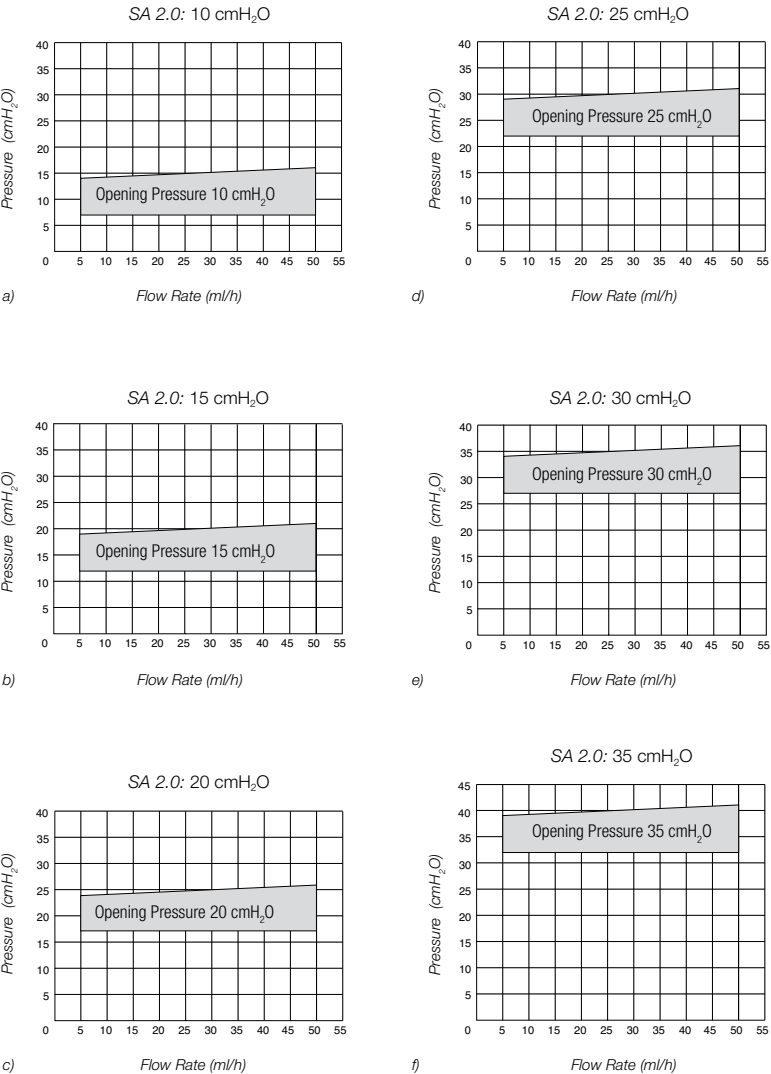 SA 2.0: 10 cmH₂O
40
35
30
25
20
15
10
5
Pressure (cmH₂O)
Opening Pressure 10 cmH₂O
0 5 10 15 20 25 30 35 40 45 50 55
a) Flow Rate (ml/h)
SA 2.0: 25 cmH₂O
40
35
30
25
20
15
10
5
Pressure (cmH₂O)
Opening Pressure 25 cmH₂O
0 5 10 15 20 25 30 35 40 45 50 55
d) Flow Rate (ml/h)
SA 2.0: 15 cmH₂O
40
35
30
25
20
15
10
5
Pressure (cmH₂O)
Opening Pressure 15 cmH₂O
0 5 10 15 20 25 30 35 40 45 50 55
b) Flow Rate (ml/h)
SA 2.0: 30 cmH₂O
40
35
30
25
20
15
10
5
Pressure (cmH₂O)
Opening Pressure 30 cmH₂O
0 5 10 15 20 25 30 35 40 45 50 55
e) Flow Rate (ml/h)
SA 2.0: 20 cmH₂O
40
35
30
25
20
15
10
5
Pressure (cmH₂O)
Opening Pressure 20 cmH₂O
0 5 10 15 20 25 30 35 40 45 50 55
c) Flow Rate (ml/h)
SA 2.0: 35 cmH₂O
45
40
35
30
25
20
15
10
5
Pressure (cmH₂O)
Opening Pressure 35 cmH₂O
0 5 10 15 20 25 30 35 40 45 50 55
f) Flow Rate (ml/h)